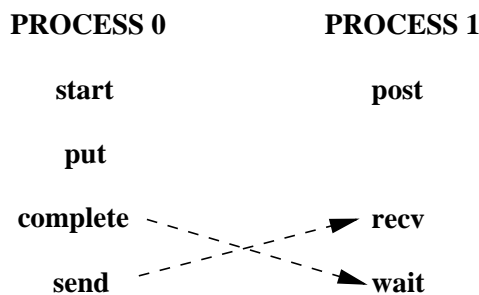 PROCESS 0 PROCESS 1
start post
put
complete recv
send wait